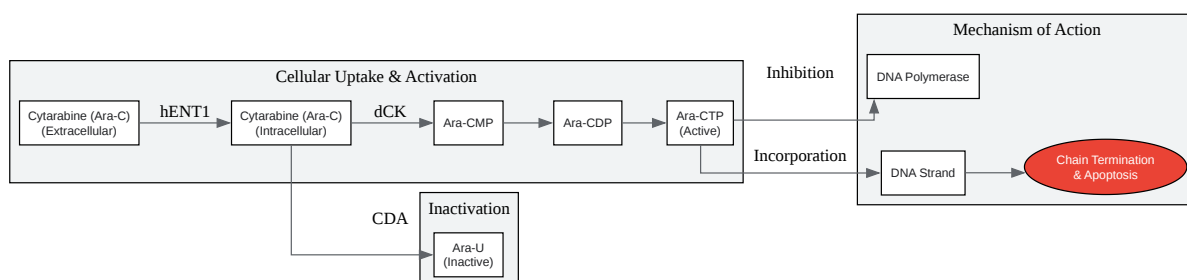 Mechanism of Action
Cellular Uptake & Activation
Inhibition
DNA Polymerase
Cytarabine (Ara-C)
(Extracellular)
hENT1
Cytarabine (Ara-C)
(Intracellular)
dCK
Ara-CMP
Ara-CDP
Ara-CTP
(Active)
Incorporation
DNA Strand
Chain Termination
& Apoptosis
CDA
Inactivation
Ara-U
(Inactive)